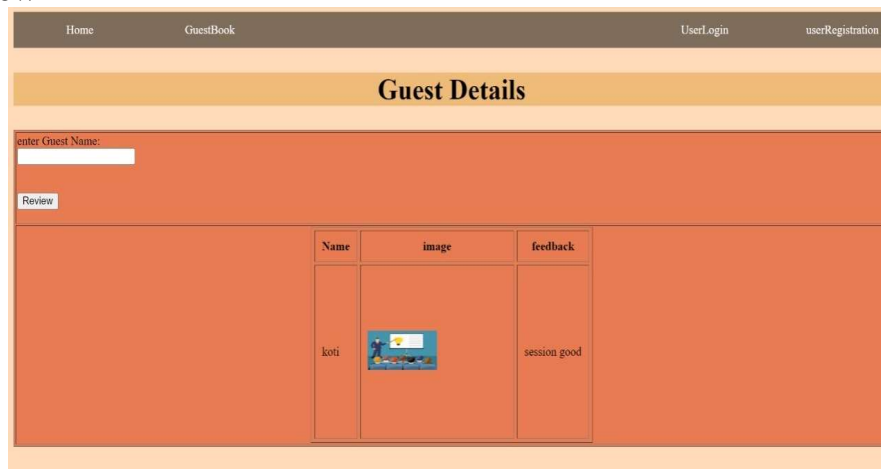 Home GuestBook UserLogin userRegistration
Guest Details
enter Guest Name:
Review
Name image feedback
koti session good